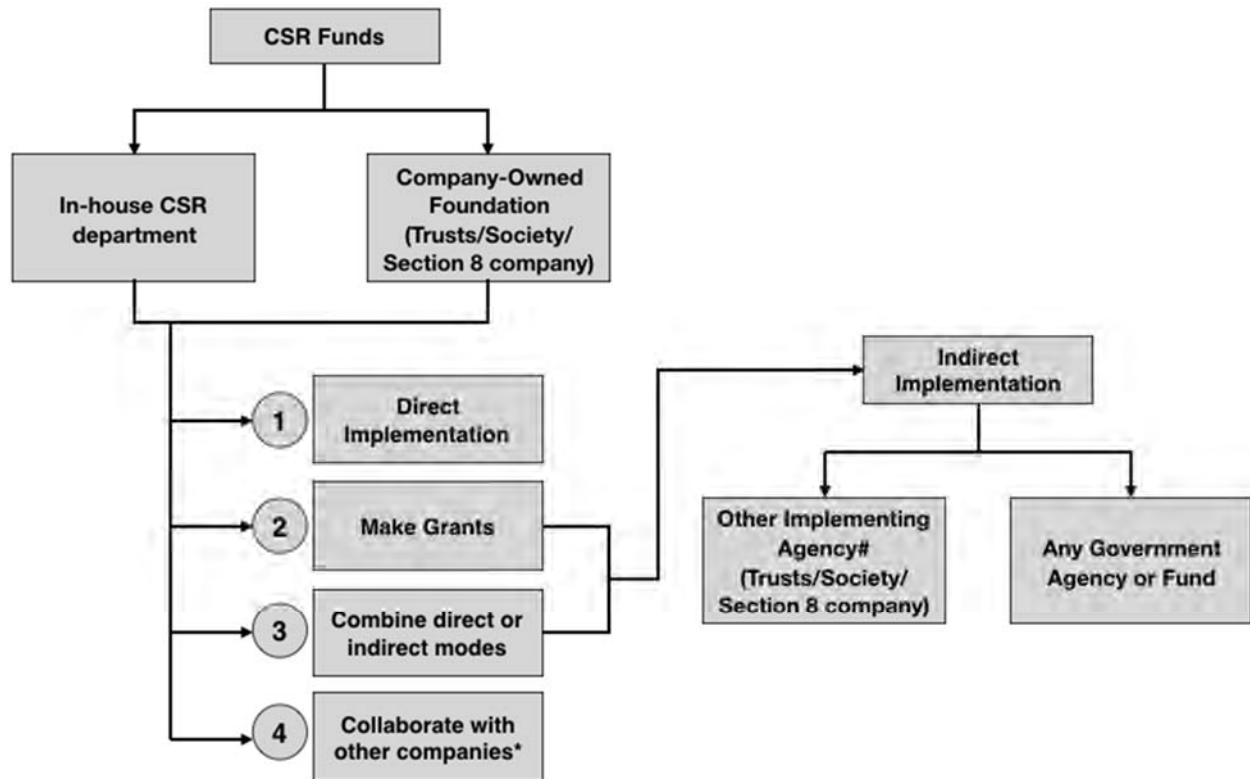 CSR Funds
In-house CSR
department
Company-Owned
Foundation
(Trusts/Society/
Section 8 company)
1
Direct
Implementation
2
Make Grants
3
Combine direct or
indirect modes
4
Collaborate with
other companies*
Indirect
Implementation
Other Implementing
Agency#
(Trusts/Society/
Section 8 company)
Any Government
Agency or Fund